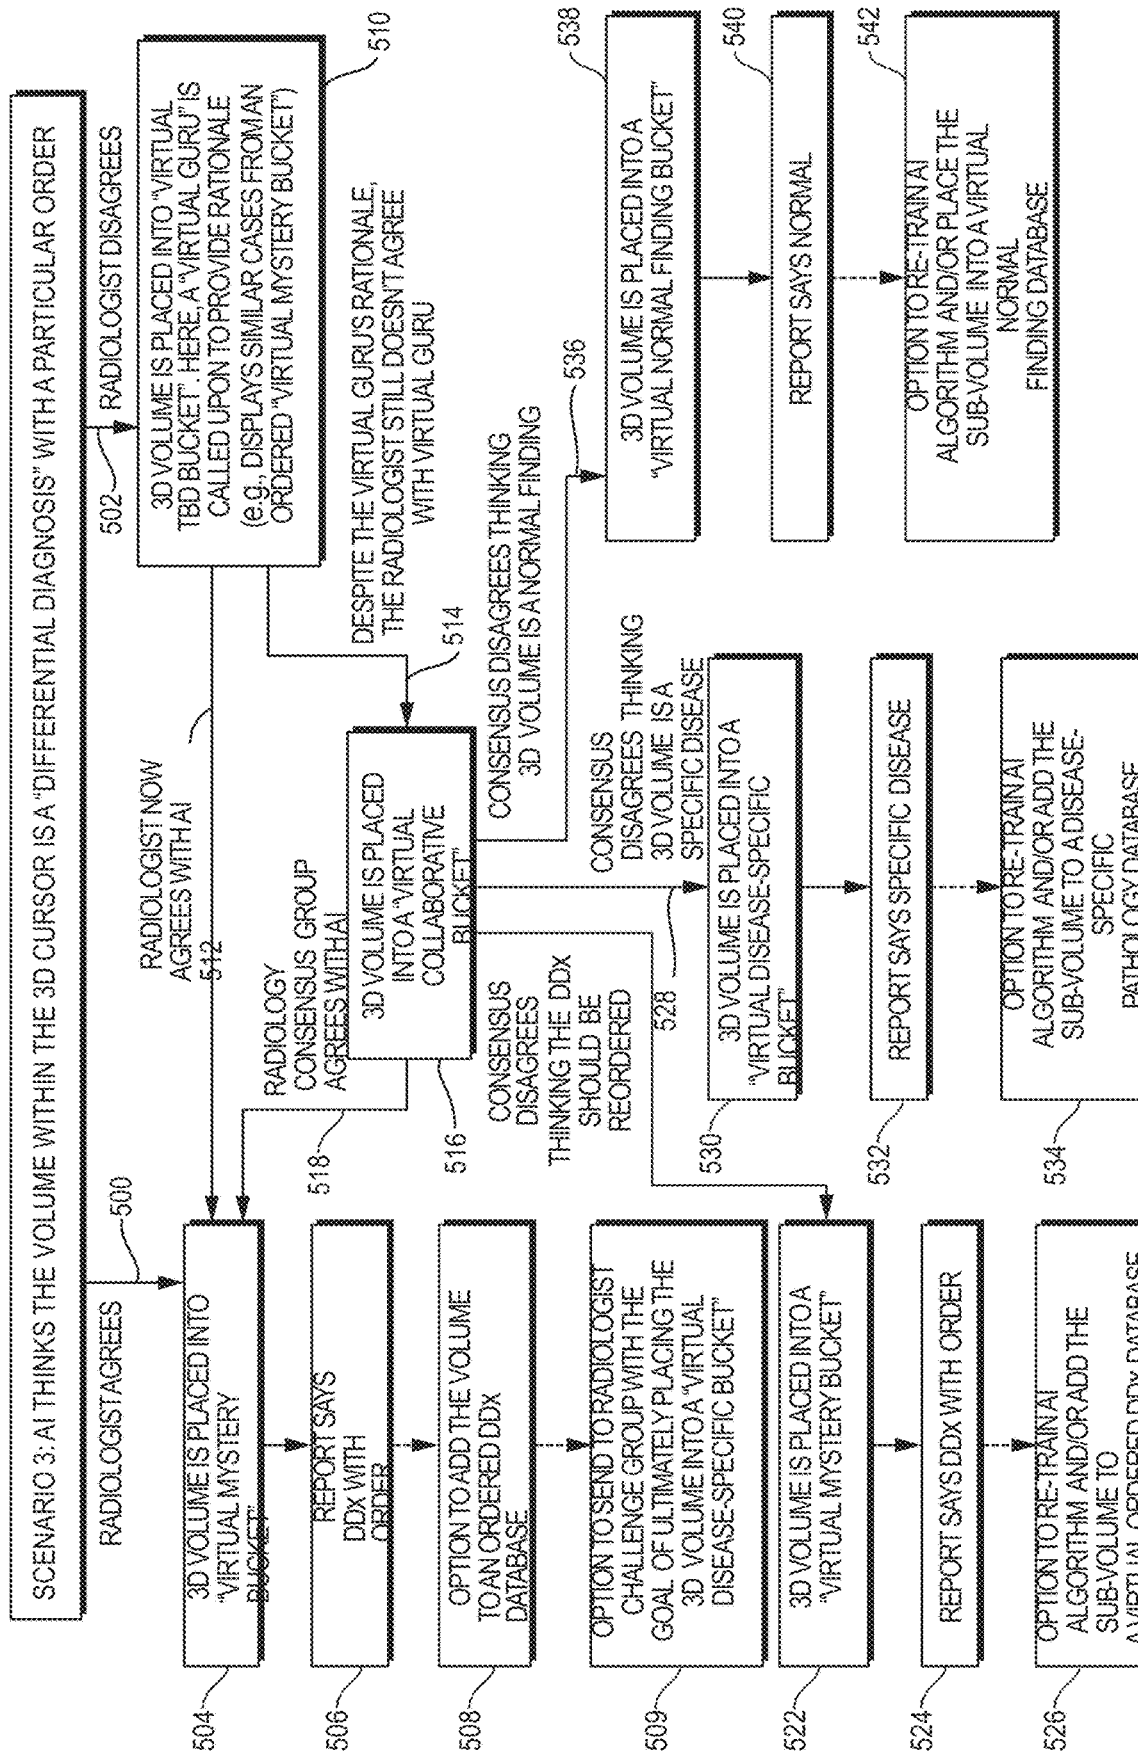 SCENARIO 3: AI THINKS THE VOLUME WITHIN THE 3D CURSOR IS A "DIFFERENTIAL DIAGNOSIS" WITH A PARTICULAR ORDER
RADIOLOGIST AGREES
500
502
RADIOLOGIST DISAGREES
504
3D VOLUME IS PLACED INTO
"VIRTUAL MYSTERY
BUCKET"
506
REPORT SAYS
DDx WITH
ORDER
508
OPTION TO ADD THE VOLUME
TO AN ORDERED DDx
DATABASE
509
OPTION TO SEND TO RADIOLOGIST
CHALLENGE GROUP WITH THE
GOAL OF ULTIMATELY PLACING THE
3D VOLUME INTO A "VIRTUAL
DISEASE-SPECIFIC BUCKET"
522
3D VOLUME IS PLACED INTO A
"VIRTUAL MYSTERY BUCKET"
524
REPORT SAYS DDx WITH ORDER
526
OPTION TO RE-TRAIN AI
ALGORITHM AND/OR ADD THE
SUB-VOLUME TO
A VIRTUAL ORDERED DDx DATABASE
RADIOLOGIST NOW
AGREES WITH AI
512
RADIOLOGY
CONSENSUS GROUP
AGREES WITH AI
518
3D VOLUME IS PLACED
INTO A "VIRTUAL
COLLABORATIVE
BUCKET"
516
514
CONSENSUS
DISAGREES
THINKING THE DDx
SHOULD BE
REORDERED
528
CONSENSUS
DISAGREES THINKING
3D VOLUME IS A
SPECIFIC DISEASE
530
3D VOLUME IS PLACED INTO A
"VIRTUAL DISEASE-SPECIFIC
BUCKET"
532
REPORT SAYS SPECIFIC DISEASE
534
OPTION TO RE-TRAIN AI
ALGORITHM AND/OR ADD THE
SUB-VOLUME TO A DISEASE-
SPECIFIC
PATHOLOGY DATABASE
3D VOLUME IS PLACED INTO "VIRTUAL
TBD BUCKET". HERE, A "VIRTUAL GURU" IS
CALLED UPON TO PROVIDE RATIONALE
(e.g., DISPLAYS SIMILAR CASES FROM AN
ORDERED "VIRTUAL MYSTERY BUCKET")
510
DESPITE THE VIRTUAL GURU'S RATIONALE,
THE RADIOLOGIST STILL DOESN'T AGREE
WITH VIRTUAL GURU
CONSENSUS DISAGREES THINKING
3D VOLUME IS A NORMAL FINDING
536
3D VOLUME IS PLACED INTO A
"VIRTUAL NORMAL FINDING BUCKET"
538
REPORT SAYS NORMAL
540
OPTION TO RE-TRAIN AI
ALGORITHM AND/OR PLACE THE
SUB-VOLUME INTO A VIRTUAL
NORMAL
FINDING DATABASE
542